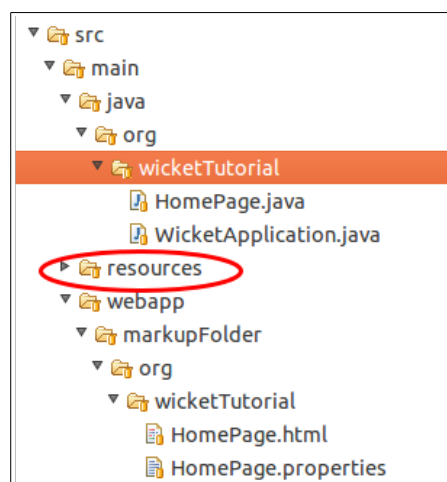 src
main
java
org
wicketTutorial
HomePage.java
WicketApplication.java
resources
webapp
markupFolder
org
wicketTutorial
HomePage.html
HomePage.properties